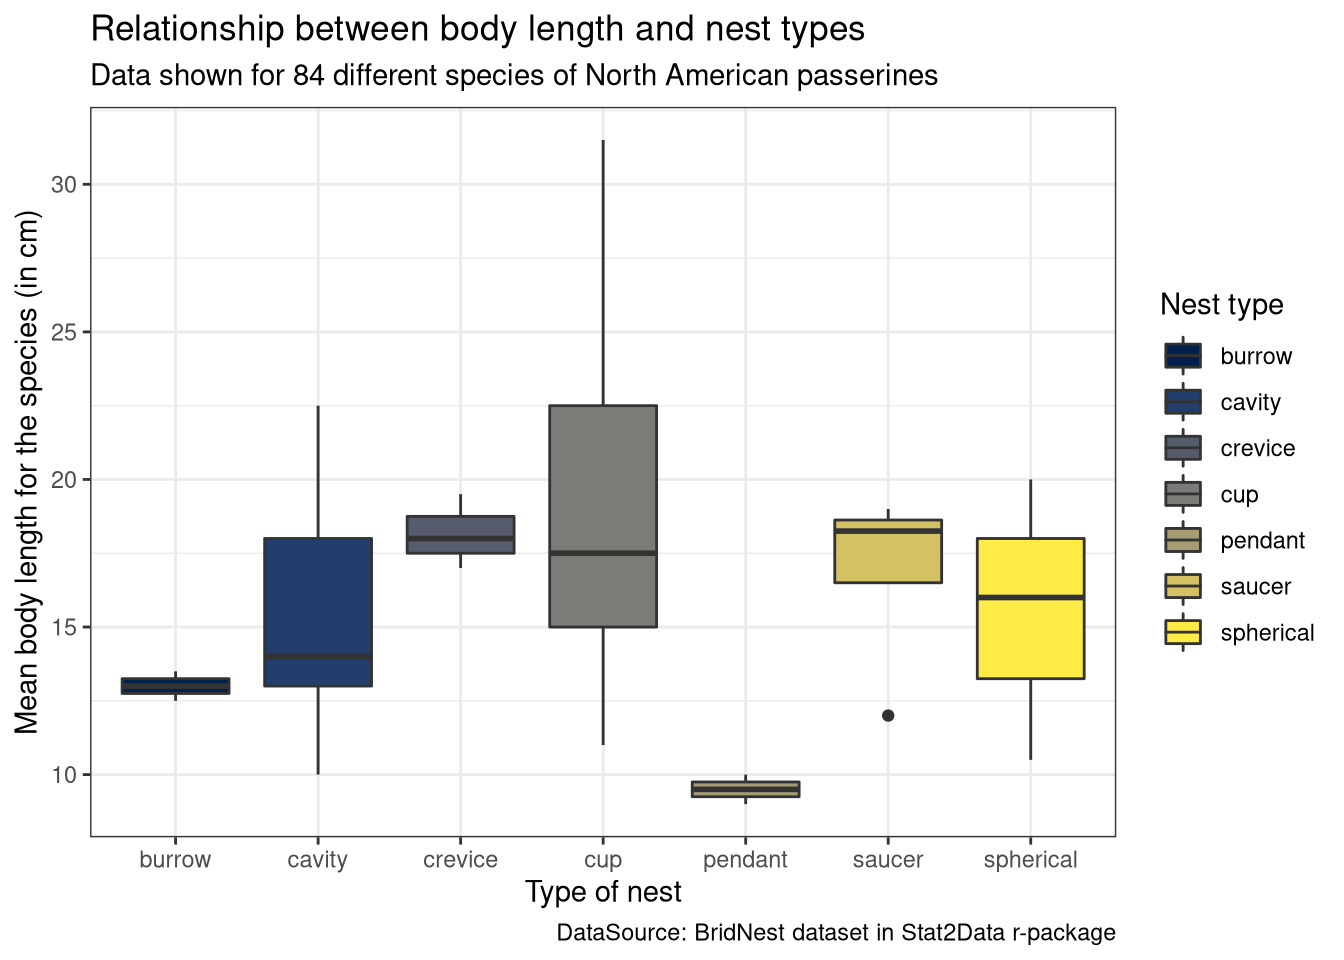 Relationship between body length and nest types
Data shown for 84 different species of North American passerines
Mean body length for the species (in cm)
30
25
20
15
10
burrow
cavity
crevice
cup
pendant
saucer
spherical
Type of nest
DataSource: BridNest dataset in Stat2Data r-package
Nest type
burrow
cavity
crevice
cup
pendant
saucer
spherical